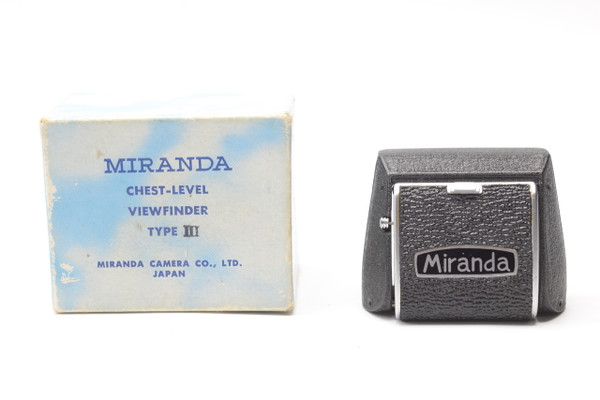 MIRANDA
CHEST-LEVEL
VIEWFINDER
TYPE III
MIRANDA CAMERA CO., LTD.
JAPAN
Miranda